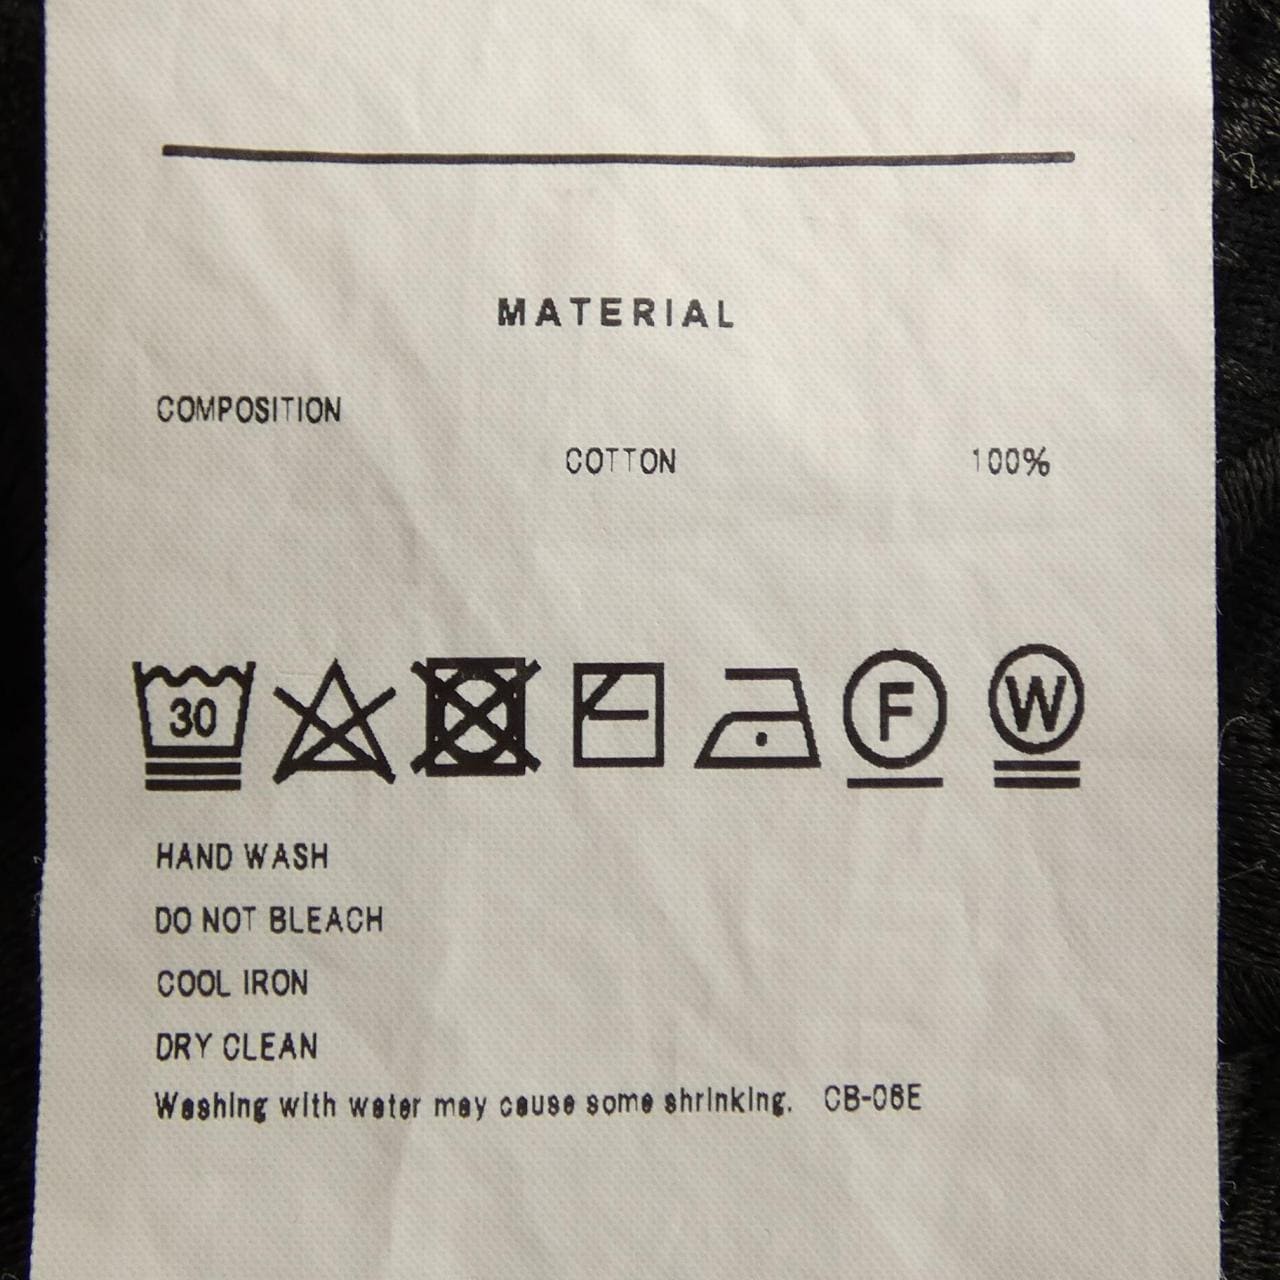 MATERIAL
COMPOSITION
COTTON 100%
30 F W
HAND WASH
DO NOT BLEACH
COOL IRON
DRY CLEAN
Washing with water may cause some shrinking. CB-06E